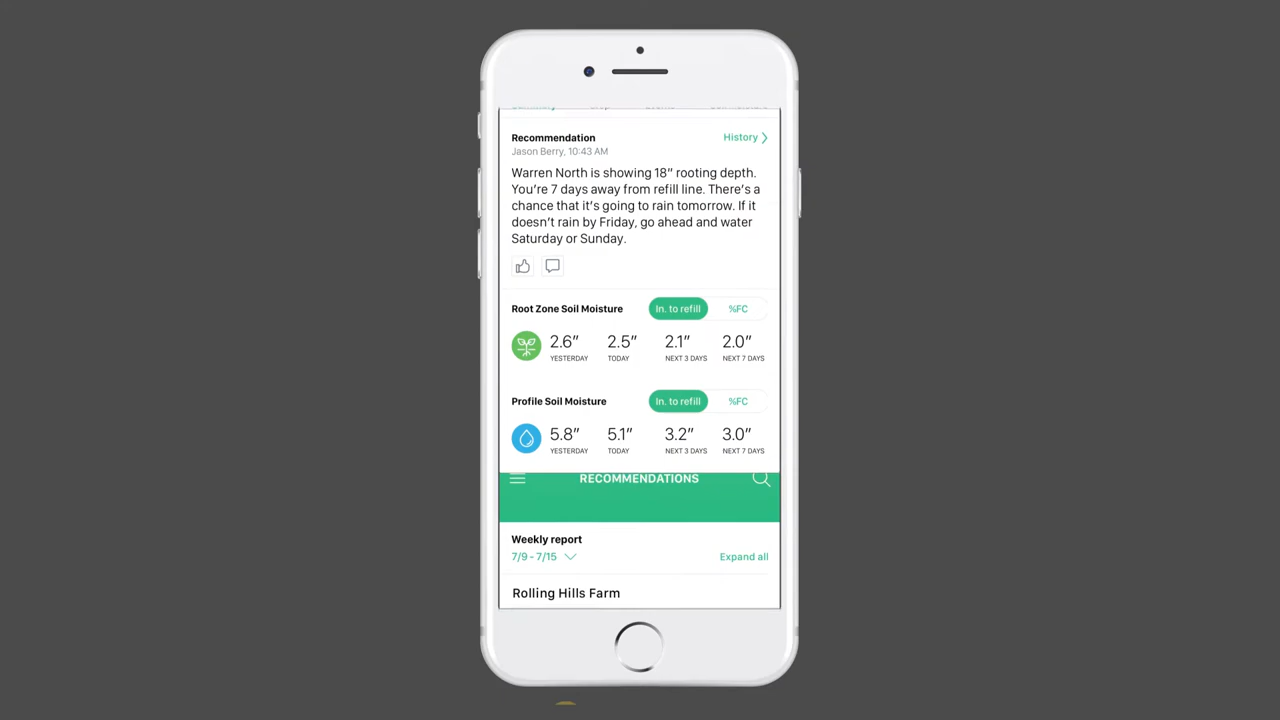 Recommendation
History
Jason Berry, 10:43 AM
Warren North is showing 18" rooting depth.
You're 7 days away from refill line. There's a
chance that it's going to rain tomorrow. If it
doesn't rain by Friday, go ahead and water
Saturday or Sunday.
Root Zone Soil Moisture
In. to refill
%FC
2.6" 2.5" 2.1" 2.0"
YESTERDAY TODAY NEXT 3 DAYS NEXT 7 DAYS
Profile Soil Moisture
In. to refill
%FC
5.8" 5.1" 3.2" 3.0"
YESTERDAY TODAY NEXT 3 DAYS NEXT 7 DAYS
RECOMMENDATIONS
Weekly report
7/9 - 7/15
Expand all
Rolling Hills Farm